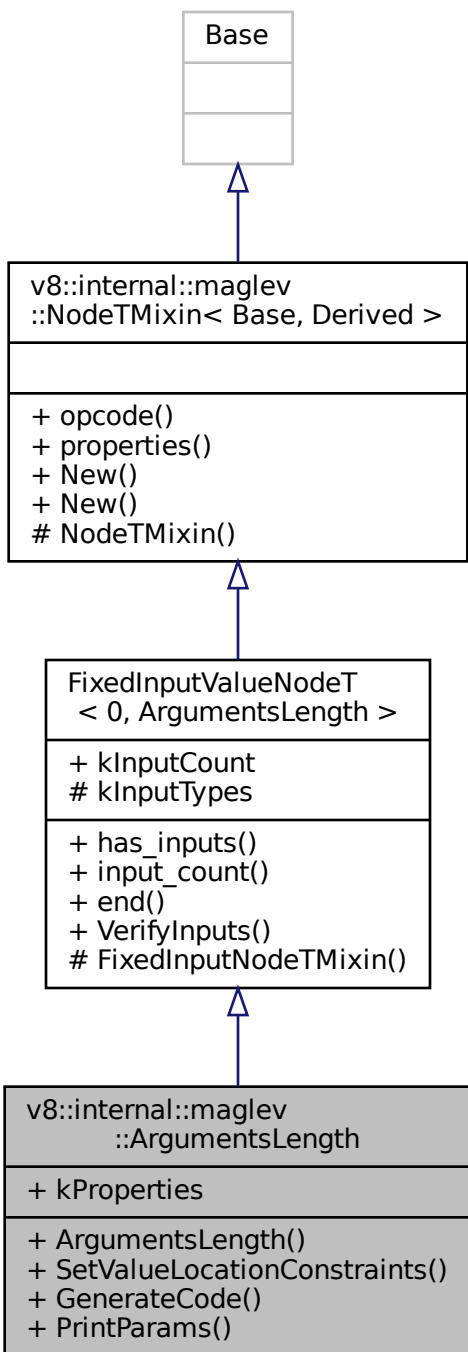 Base
v8::internal::maglev
::NodeTMixin< Base, Derived >
+ opcode()
+ properties()
+ New()
+ New()
# NodeTMixin()
FixedInputValueNodeT
< 0, ArgumentsLength >
+ kInputCount
# kInputTypes
+ has_inputs()
+ input_count()
+ end()
+ VerifyInputs()
# FixedInputNodeTMixin()
v8::internal::maglev
::ArgumentsLength
+ kProperties
+ ArgumentsLength()
+ SetValueLocationConstraints()
+ GenerateCode()
+ PrintParams()